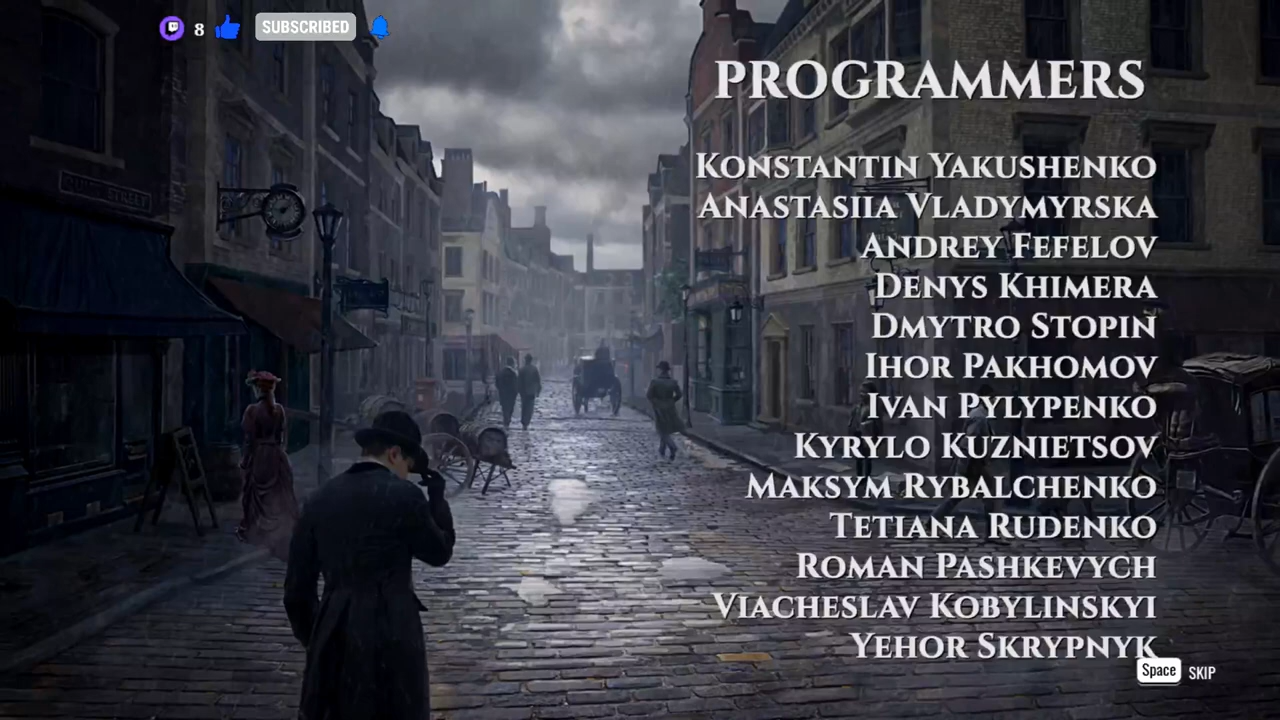 8
SUBSCRIBED
PROGRAMMERS
KONSTANTIN YAKUSHENKO
ANASTASIIA VLADYMYRSKA
ANDREY FEFELOV
DENYS KHIMERA
DMYTRO STOPIN
IHOR PAKHOMOV
IVAN PYLYPENKO
KYRYLO KUZNIETSOV
MAKSYM RYBALCHENKO
TETIANA RUDENKO
ROMAN PASHKEVYCH
VIACHESLAV KOBYLINSKYI
YEHOR SKRYPNYK
Space SKIP